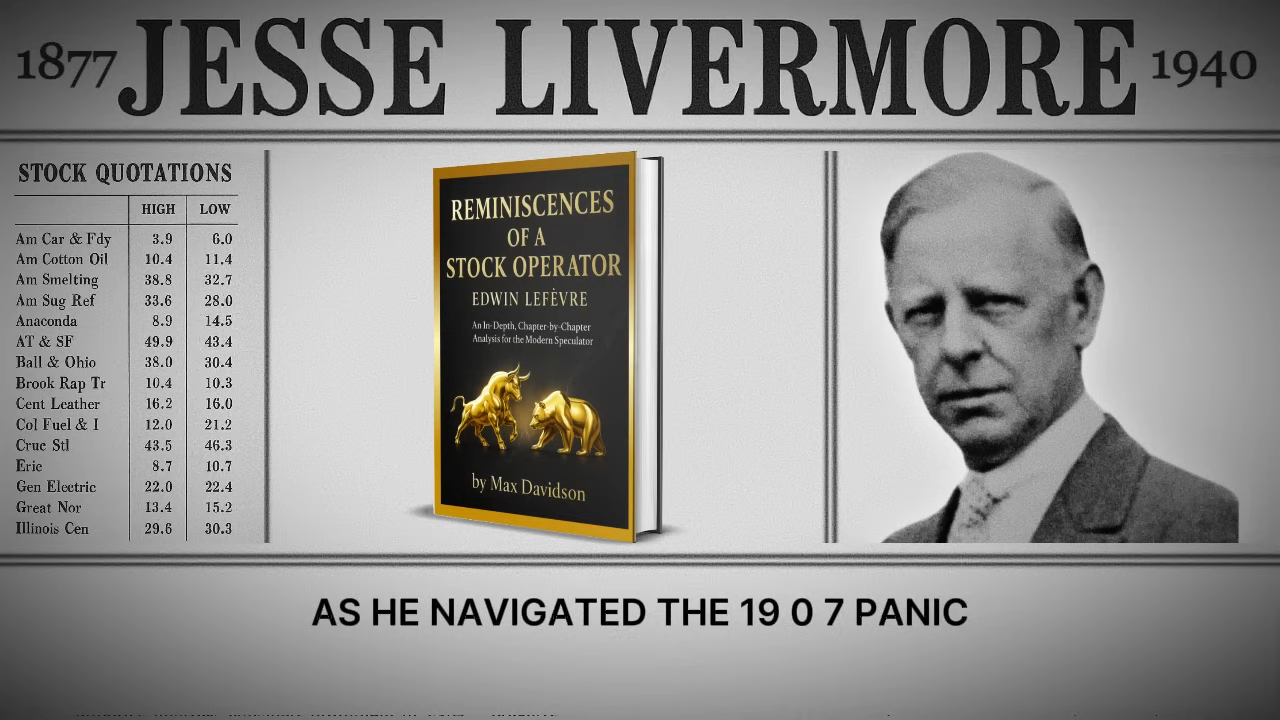 1877 JESSE LIVERMORE 1940
STOCK QUOTATIONS
HIGH LOW
Am Car & Fdy 3.9 6.0
Am Cotton Oil 10.4 11.4
Am Smelting 38.8 32.7
Am Sug Ref 33.6 28.0
Anaconda 8.9 14.5
AT & SF 49.9 43.4
Ball & Ohio 38.0 30.4
Brook Rap Tr 10.4 10.3
Cent Leather 16.2 16.0
Col Fuel & I 12.0 21.2
Cruc Stl 43.5 46.3
Erie 8.7 10.7
Gen Electric 22.0 22.4
Great Nor 13.4 15.2
Illinois Cen 29.6 30.3
REMINISCENCES
OF A
STOCK OPERATOR
EDWIN LEFÈVRE
An In-Depth, Chapter-by-Chapter
Analysis for the Modern Speculator
by Max Davidson
AS HE NAVIGATED THE 19 0 7 PANIC